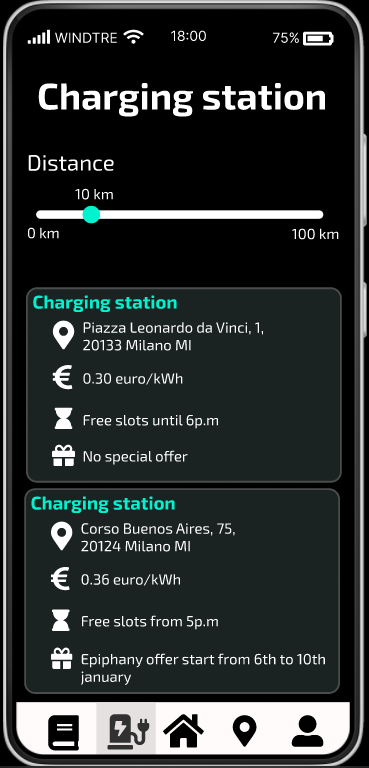 WINDTRE 18:00 75%
Charging station
Distance
10 km
0 km 100 km
Charging station
Piazza Leonardo da Vinci, 1,
20133 Milano MI
0.30 euro/kWh
Free slots until 6p.m
No special offer
Charging station
Corso Buenos Aires, 75,
20124 Milano MI
0.36 euro/kWh
Free slots from 5p.m
Epiphany offer start from 6th to 10th
january